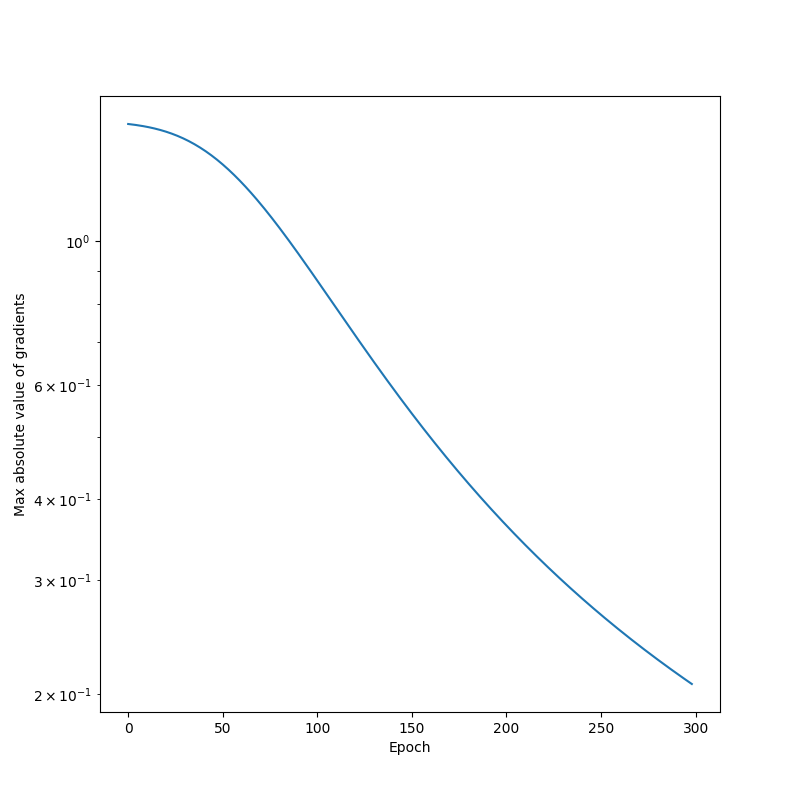 Max absolute value of gradients
10⁰
6 × 10⁻¹
4 × 10⁻¹
3 × 10⁻¹
2 × 10⁻¹
0 50 100 150 200 250 300
Epoch